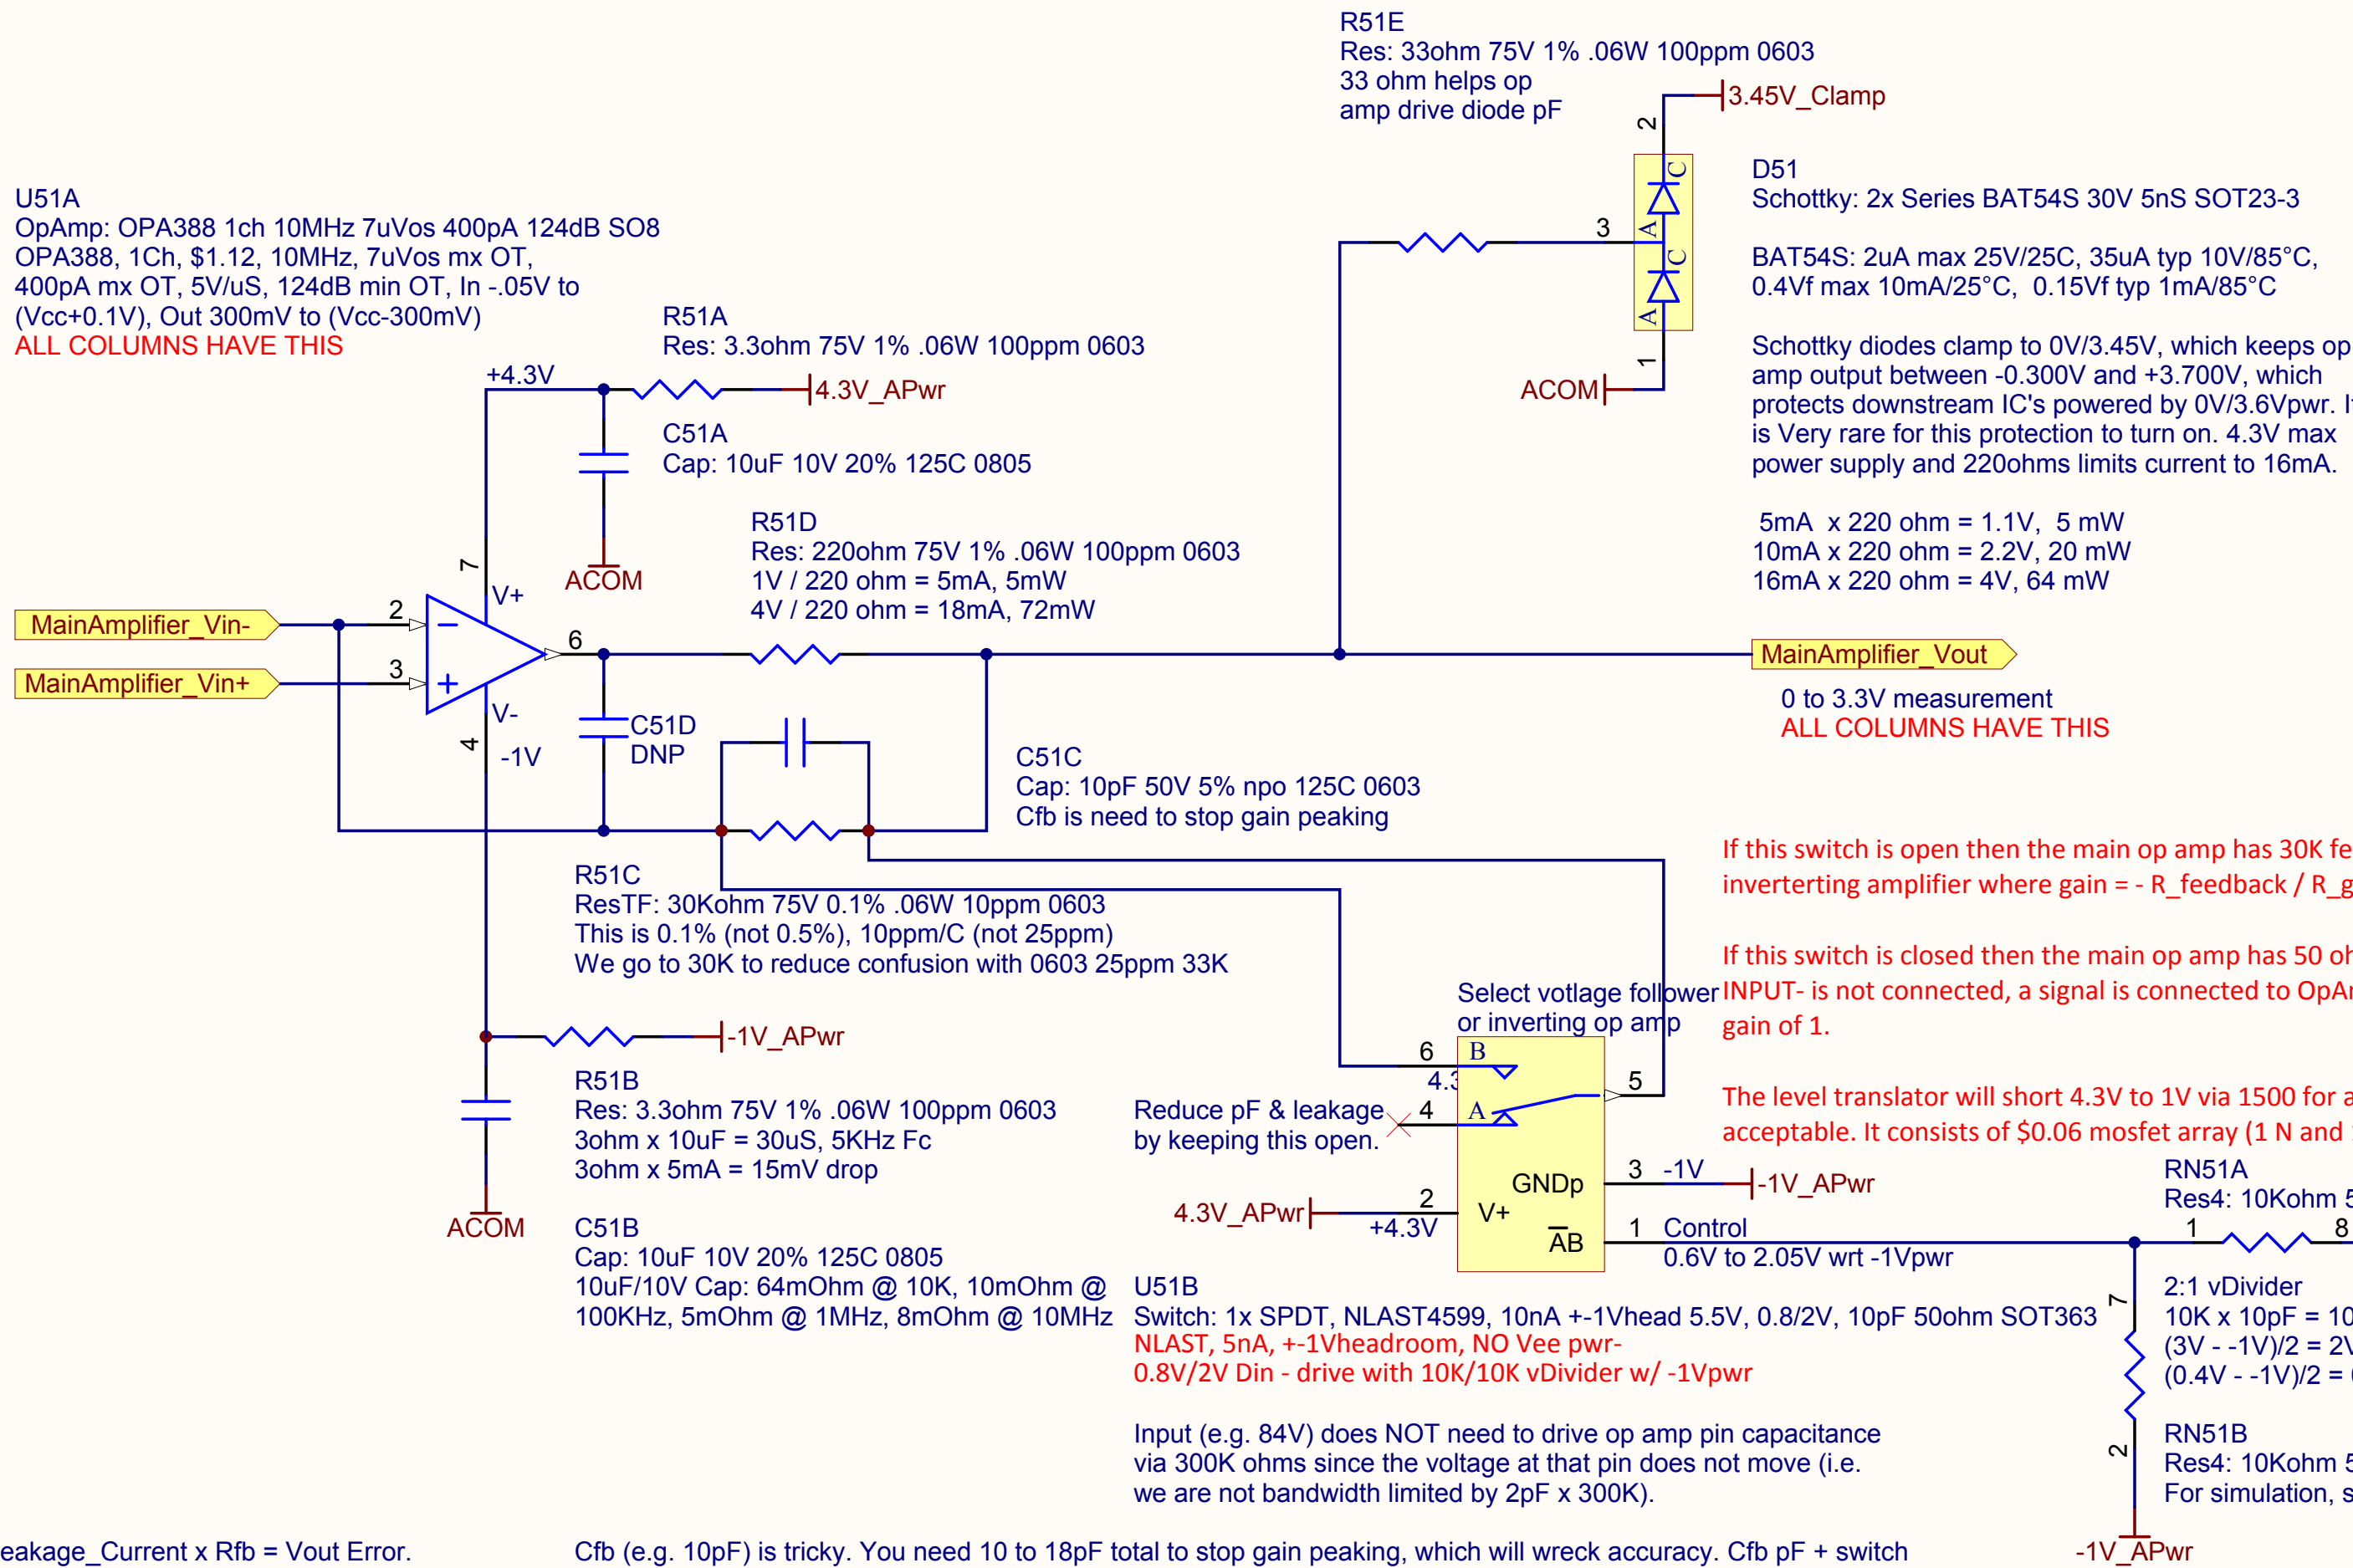 R51E
Res: 33ohm 75V 1% .06W 100ppm 0603
33 ohm helps op
amp drive diode pF
3.45V_Clamp
2
C
A
C
A
3
1
ACOM
D51
Schottky: 2x Series BAT54S 30V 5nS SOT23-3
BAT54S: 2uA max 25V/25C, 35uA typ 10V/85°C,
0.4Vf max 10mA/25°C, 0.15Vf typ 1mA/85°C
Schottky diodes clamp to 0V/3.45V, which keeps op
amp output between -0.300V and +3.700V, which
protects downstream IC's powered by 0V/3.6Vpwr.
is Very rare for this protection to turn on. 4.3V max
power supply and 220ohms limits current to 16mA.
5mA x 220 ohm = 1.1V, 5 mW
10mA x 220 ohm = 2.2V, 20 mW
16mA x 220 ohm = 4V, 64 mW
U51A
OpAmp: OPA388 1ch 10MHz 7uVos 400pA 124dB SO8
OPA388, 1Ch, $1.12, 10MHz, 7uVos mx OT,
400pA mx OT, 5V/uS, 124dB min OT, In -.05V to
(Vcc+0.1V), Out 300mV to (Vcc-300mV)
ALL COLUMNS HAVE THIS
R51A
Res: 3.3ohm 75V 1% .06W 100ppm 0603
+4.3V
4.3V_APwr
C51A
Cap: 10uF 10V 20% 125C 0805
ACOM
R51D
Res: 220ohm 75V 1% .06W 100ppm 0603
1V / 220 ohm = 5mA, 5mW
4V / 220 ohm = 18mA, 72mW
7
V+
MainAmplifier_Vin-
2
6
MainAmplifier_Vin+
3
V-
4
-1V
C51D
DNP
MainAmplifier_Vout
0 to 3.3V measurement
ALL COLUMNS HAVE THIS
C51C
Cap: 10pF 50V 5% npo 125C 0603
Cfb is need to stop gain peaking
R51C
ResTF: 30Kohm 75V 0.1% .06W 10ppm 0603
This is 0.1% (not 0.5%), 10ppm/C (not 25ppm)
We go to 30K to reduce confusion with 0603 25ppm 33K
If this switch is open then the main op amp has 30K
inverterting amplifier where gain = - R_feedback /
If this switch is closed then the main op amp has 50
INPUT- is not connected, a signal is connected to
gain of 1.
The level translator will short 4.3V to 1V via 1500 for
acceptable. It consists of $0.06 mosfet array (1 N and
Select votlage follower
or inverting op amp
-1V_APwr
R51B
Res: 3.3ohm 75V 1% .06W 100ppm 0603
3ohm x 10uF = 30uS, 5KHz Fc
3ohm x 5mA = 15mV drop
ACOM
C51B
Cap: 10uF 10V 20% 125C 0805
10uF/10V Cap: 64mOhm @ 10K, 10mOhm @
100KHz, 5mOhm @ 1MHz, 8mOhm @ 10MHz
Reduce pF & leakage
by keeping this open.
6
B
4
A
5
GNDp
3
-1V
-1V_APwr
4.3V_APwr
2
+4.3V
V+
AB
1
Control
0.6V to 2.05V wrt -1Vpwr
U51B
Switch: 1x SPDT, NLAST4599, 10nA +-1Vhead 5.5V, 0.8/2V, 10pF 50ohm SOT363
NLAST, 5nA, +-1Vheadroom, NO Vee pwr-
0.8V/2V Din - drive with 10K/10K vDivider w/ -1Vpwr
Input (e.g. 84V) does NOT need to drive op amp pin capacitance
via 300K ohms since the voltage at that pin does not move (i.e.
we are not bandwidth limited by 2pF x 300K).
RN51A
Res4: 10Kohm
1
8
2:1 vDivider
10K x 10pF =
(3V - -1V)/2 =
(0.4V - -1V)/2 =
7
2
RN51B
Res4: 10Kohm
For simulation,
-1V_APwr
x Rfb = Vout Error.
Cfb (e.g. 10pF) is tricky. You need 10 to 18pF total to stop gain peaking, which will wreck accuracy. Cfb pF + switch